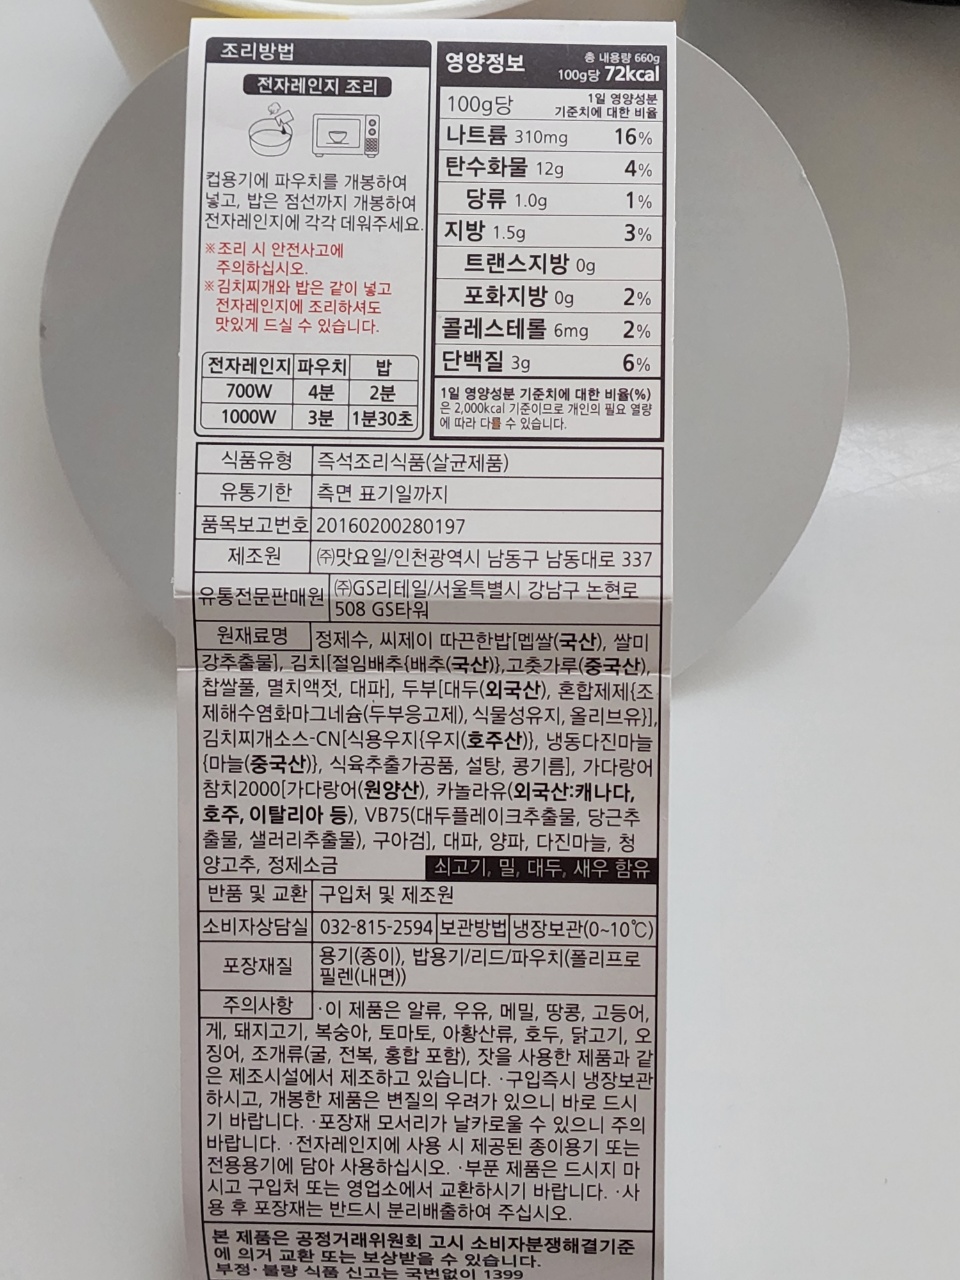 조리방법
전자레인지 조리
컵용기에 파우치를 개봉하여
넣고, 밥은 점선까지 개봉하여
전자레인지에 각각 데워주세요.
※조리 시 안전사고에
주의하십시오.
※김치찌개와 밥은 같이 넣고
전자레인지에 조리하셔도
맛있게 드실 수 있습니다.
전자레인지 파우치 밥
700W 4분 2분
1000W 3분 1분30초
영양정보 총 내용량 660g
100g당 72kcal
100g당 1일 영양성분
기준치에 대한 비율
나트륨 310mg 16%
탄수화물 12g 4%
당류 1.0g 1%
지방 1.5g 3%
트랜스지방 0g
포화지방 0g 2%
콜레스테롤 6mg 2%
단백질 3g 6%
1일 영양성분 기준치에 대한 비율(%)
은 2,000kcal 기준이므로 개인의 필요 열량
에 따라 다를 수 있습니다.
식품유형 즉석조리식품(살균제품)
유통기한 측면 표기일까지
품목보고번호 20160200280197
제조원 ㈜맛요일/인천광역시 남동구 남동대로 337
유통전문판매원 ㈜GS리테일/서울특별시 강남구 논현로
508 GS타워
원재료명 정제수, 씨제이 따끈한밥[멥쌀(국산), 쌀미
강추출물], 김치[절임배추{배추(국산)},고춧가루(중국산),
찹쌀풀, 멸치액젓, 대파], 두부[대두(외국산), 혼합제제{조
제해수염화마그네슘(두부응고제), 식물성유지, 올리브유}],
김치찌개소스-CN[식용우지{우지(호주산)}, 냉동다진마늘
{마늘(중국산)}, 식육추출가공품, 설탕, 콩기름], 가다랑어
참치2000[가다랑어(원양산), 카놀라유(외국산:캐나다,
호주, 이탈리아 등), VB75(대두플레이크추출물, 당근추
출물, 샐러리추출물), 구아검], 대파, 양파, 다진마늘, 청
양고추, 정제소금 쇠고기, 밀, 대두, 새우 함유
반품 및 교환 구입처 및 제조원
소비자상담실 032-815-2594 보관방법 냉장보관(0~10℃)
포장재질 용기(종이), 밥용기/리드/파우치(폴리프로
필렌(내면))
주의사항 ·이 제품은 알류, 우유, 메밀, 땅콩, 고등어,
게, 돼지고기, 복숭아, 토마토, 아황산류, 호두, 닭고기, 오
징어, 조개류(굴, 전복, 홍합 포함), 잣을 사용한 제품과 같
은 제조시설에서 제조하고 있습니다. ·구입즉시 냉장보관
하시고, 개봉한 제품은 변질의 우려가 있으니 바로 드시
기 바랍니다. ·포장재 모서리가 날카로울 수 있으니 주의
바랍니다. ·전자레인지에 사용 시 제공된 종이용기 또는
전용용기에 담아 사용하십시오. ·부푼 제품은 드시지 마
시고 구입처 또는 영업소에서 교환하시기 바랍니다. ·사
용 후 포장재는 반드시 분리배출하여 주십시오.
본 제품은 공정거래위원회 고시 소비자분쟁해결기준
에 의거 교환 또는 보상받을 수 있습니다.
부정·불량 식품 신고는 국번없이 1399